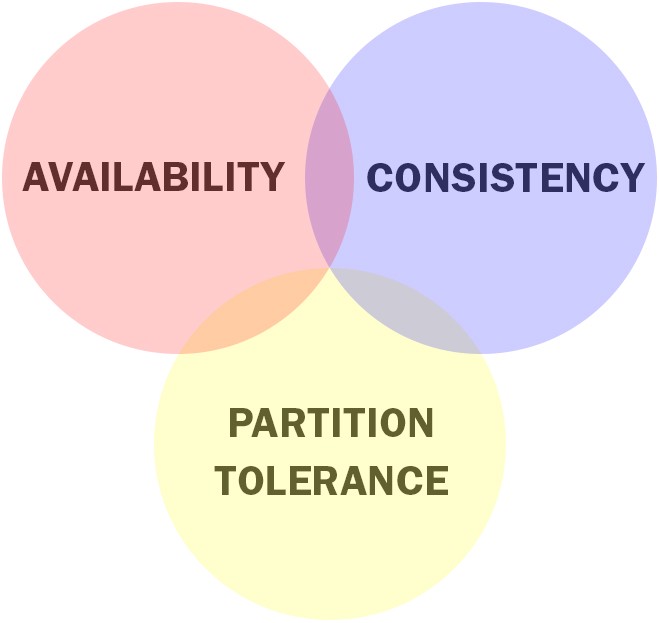 AVAILABILITY
CONSISTENCY
PARTITION
TOLERANCE